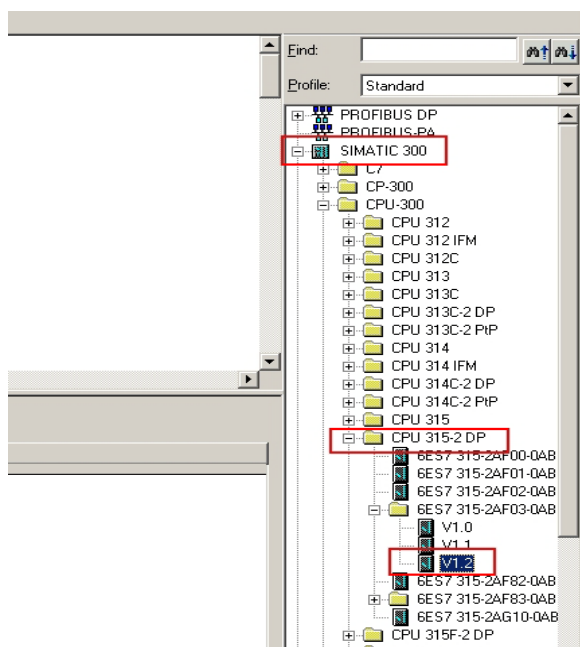 Find:
Profile: Standard
PROFIBUS DP
PROFIBUS-PA
SIMATIC 300
C7
CP-300
CPU-300
CPU 312
CPU 312 IFM
CPU 312C
CPU 313
CPU 313C
CPU 313C-2 DP
CPU 313C-2 PtP
CPU 314
CPU 314 IFM
CPU 314C-2 DP
CPU 314C-2 PtP
CPU 315
CPU 315-2 DP
6ES7 315-2AF00-0AB
6ES7 315-2AF01-0AB
6ES7 315-2AF02-0AB
6ES7 315-2AF03-0AB
V1.0
V1.1
V1.2
6ES7 315-2AF82-0AB
6ES7 315-2AF83-0AB
6ES7 315-2AG10-0AB
CPU 315F-2 DP